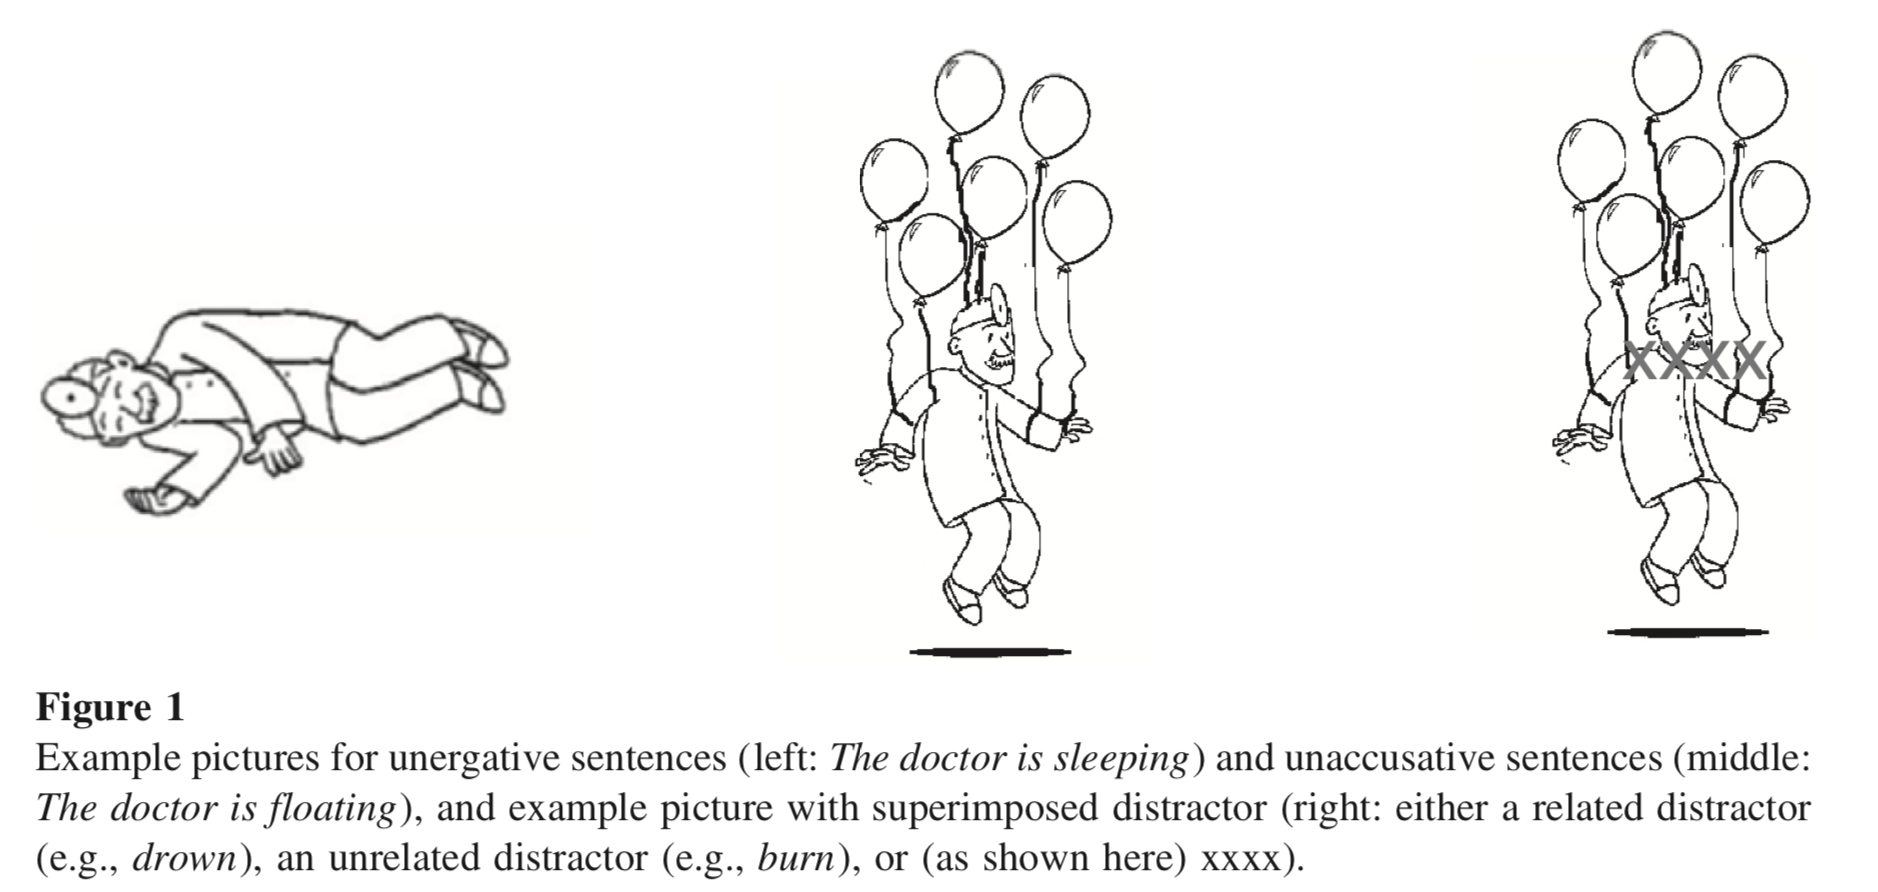 XXXX
Figure 1
Example pictures for unergative sentences (left: The doctor is sleeping) and unaccusative sentences (middle:
The doctor is floating), and example picture with superimposed distractor (right: either a related distractor
(e.g., drown), an unrelated distractor (e.g., burn), or (as shown here) xxxx).